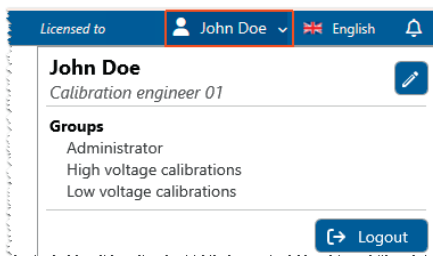 Licensed to John Doe English
John Doe
Calibration engineer 01
Groups
Administrator
High voltage calibrations
Low voltage calibrations
Logout